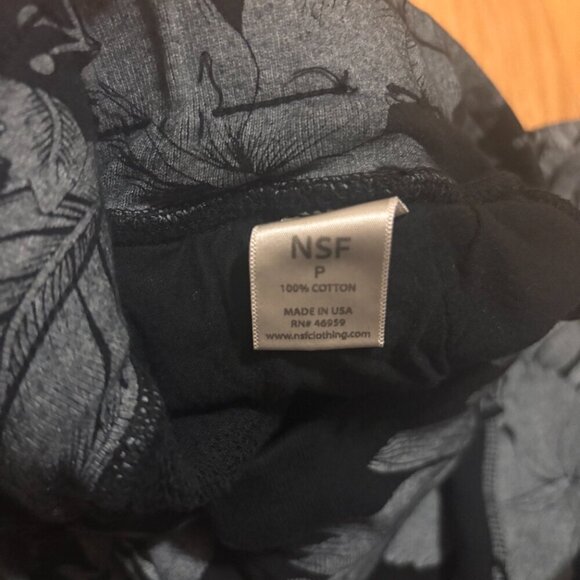 NSF
P
100% COTTON
MADE IN USA
RN# 46959
www.nsfclothing.com